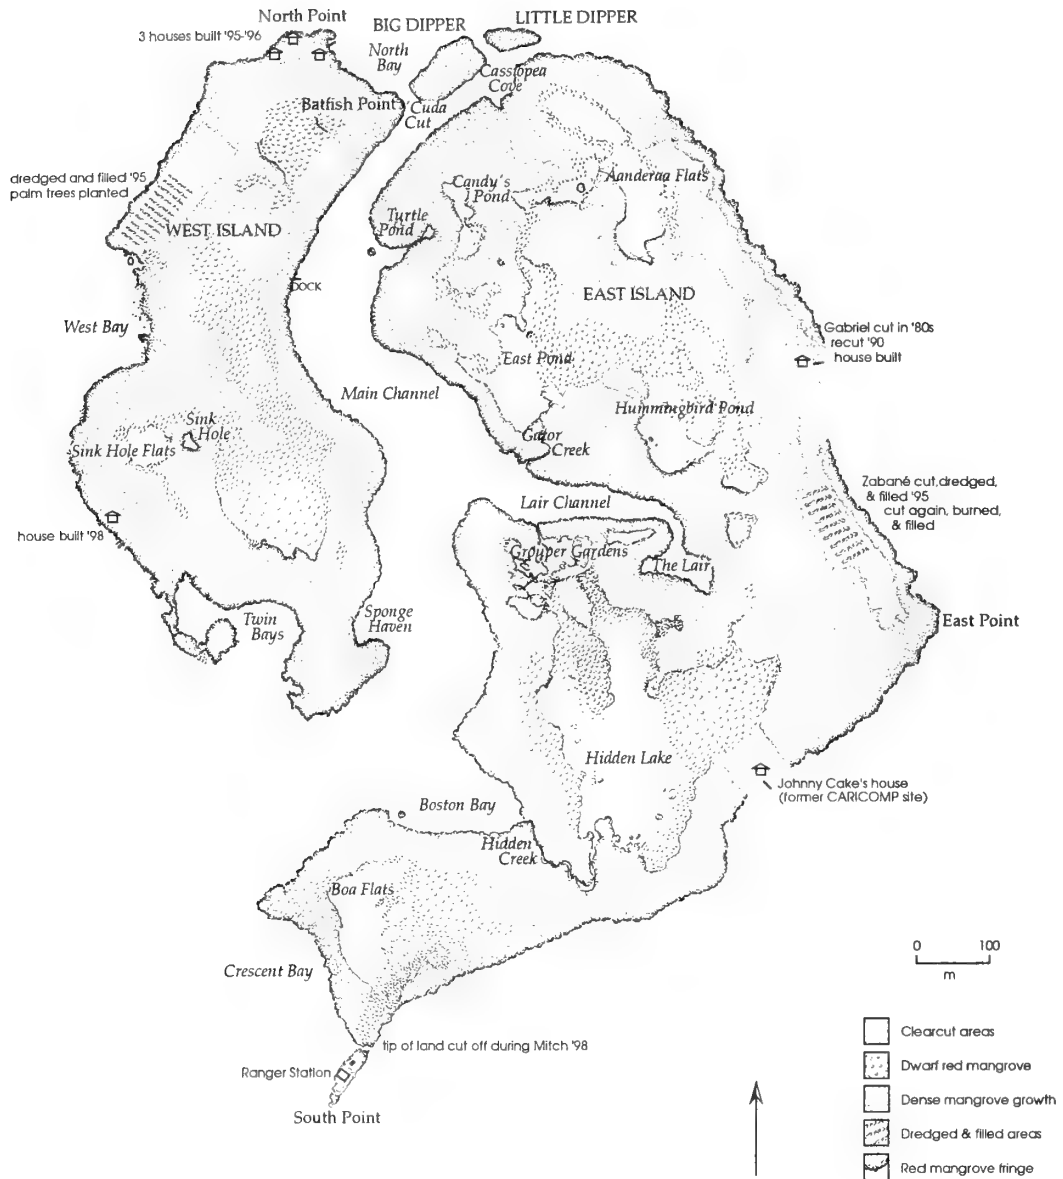 North Point
3 houses built '95-'96
BIG DIPPER
LITTLE DIPPER
North
Bay
Cassiopea
Cove
Batfish Point
'Cuda
Cut
dredged and filled '95
palm trees planted
Candy's
Pond
Aanderaa Flats
Turtle
Pond
WEST ISLAND
DOCK
EAST ISLAND
West Bay
Gabriel cut in '80s
recut '90
house built
East Pond
Main Channel
Hummingbird Pond
Sink
Hole
Sink Hole Flats
Gator
Creek
Zabané cut, dredged,
& filled '95
cut again, burned,
& filled
Lair Channel
house built '98
Grouper Gardens
The Lair
Twin
Bays
Sponge
Haven
East Point
Hidden Lake
Johnny Cake's house
(former CARICOMP site)
Boston Bay
Hidden
Creek
Boa Flats
Crescent Bay
0 100
m
tip of land cut off during Mitch '98
Ranger Station
South Point
Clearcut areas
Dwarf red mangrove
Dense mangrove growth
Dredged & filled areas
Red mangrove fringe